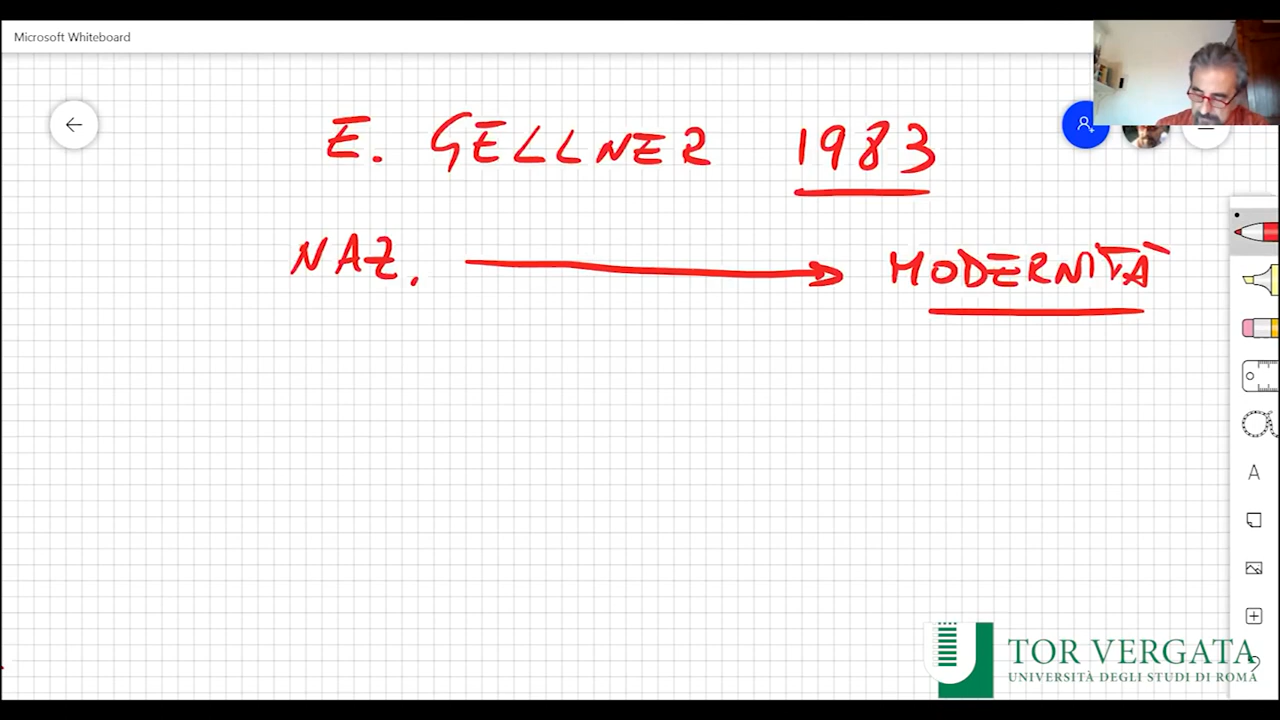 Microsoft Whiteboard
E. GELLNER 1983
NAZ. → MODERNITÀ
A
TOR VERGATA
UNIVERSITÀ DEGLI STUDI DI ROMA